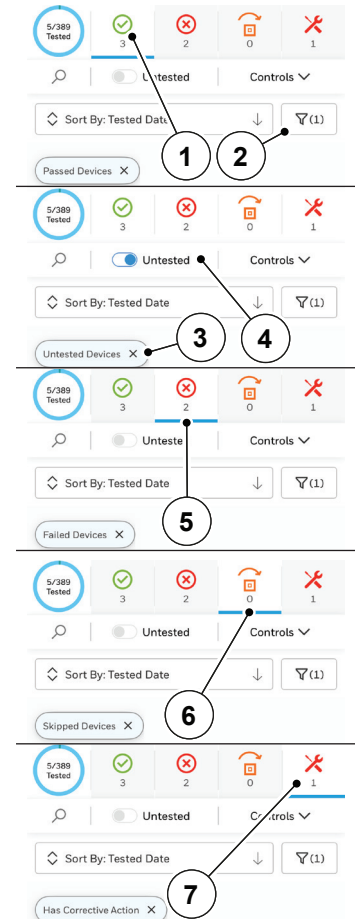 5/389
Tested
3
2
0
1
Untested
Controls
Sort By: Tested Date
(1)
1
2
Passed Devices
5/389
Tested
3
2
0
1
Untested
Controls
Sort By: Tested Date
(1)
3
4
Untested Devices
5/389
Tested
3
2
0
1
Unteste
Controls
Sort By: Tested Date
(1)
5
Failed Devices
5/389
Tested
3
2
0
1
Untested
Controls
Sort By: Tested Date
(1)
6
Skipped Devices
5/389
Tested
3
2
0
1
Untested
Controls
Sort By: Tested Date
(1)
7
Has Corrective Action